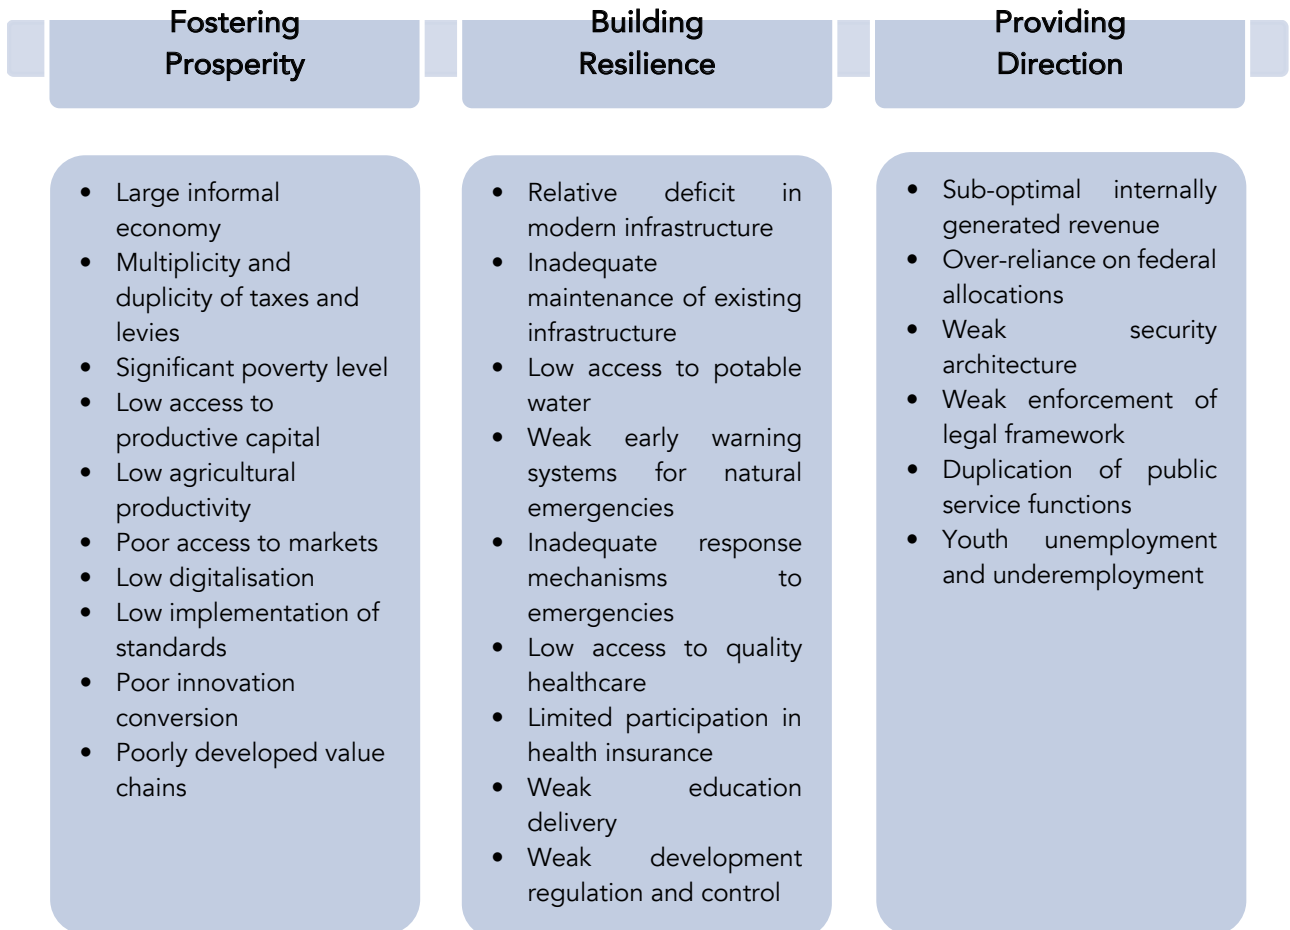 Fostering
Prosperity
• Large informal
economy
• Multiplicity and
duplicity of taxes and
levies
• Significant poverty level
• Low access to
productive capital
• Low agricultural
productivity
• Poor access to markets
• Low digitalisation
• Low implementation of
standards
• Poor innovation
conversion
• Poorly developed value
chains
Building
Resilience
• Relative deficit in
modern infrastructure
• Inadequate
maintenance of existing
infrastructure
• Low access to potable
water
• Weak early warning
systems for natural
emergencies
• Inadequate response
mechanisms to
emergencies
• Low access to quality
healthcare
• Limited participation in
health insurance
• Weak education
delivery
• Weak development
regulation and control
Providing
Direction
• Sub-optimal internally
generated revenue
• Over-reliance on federal
allocations
• Weak security
architecture
• Weak enforcement of
legal framework
• Duplication of public
service functions
• Youth unemployment
and underemployment